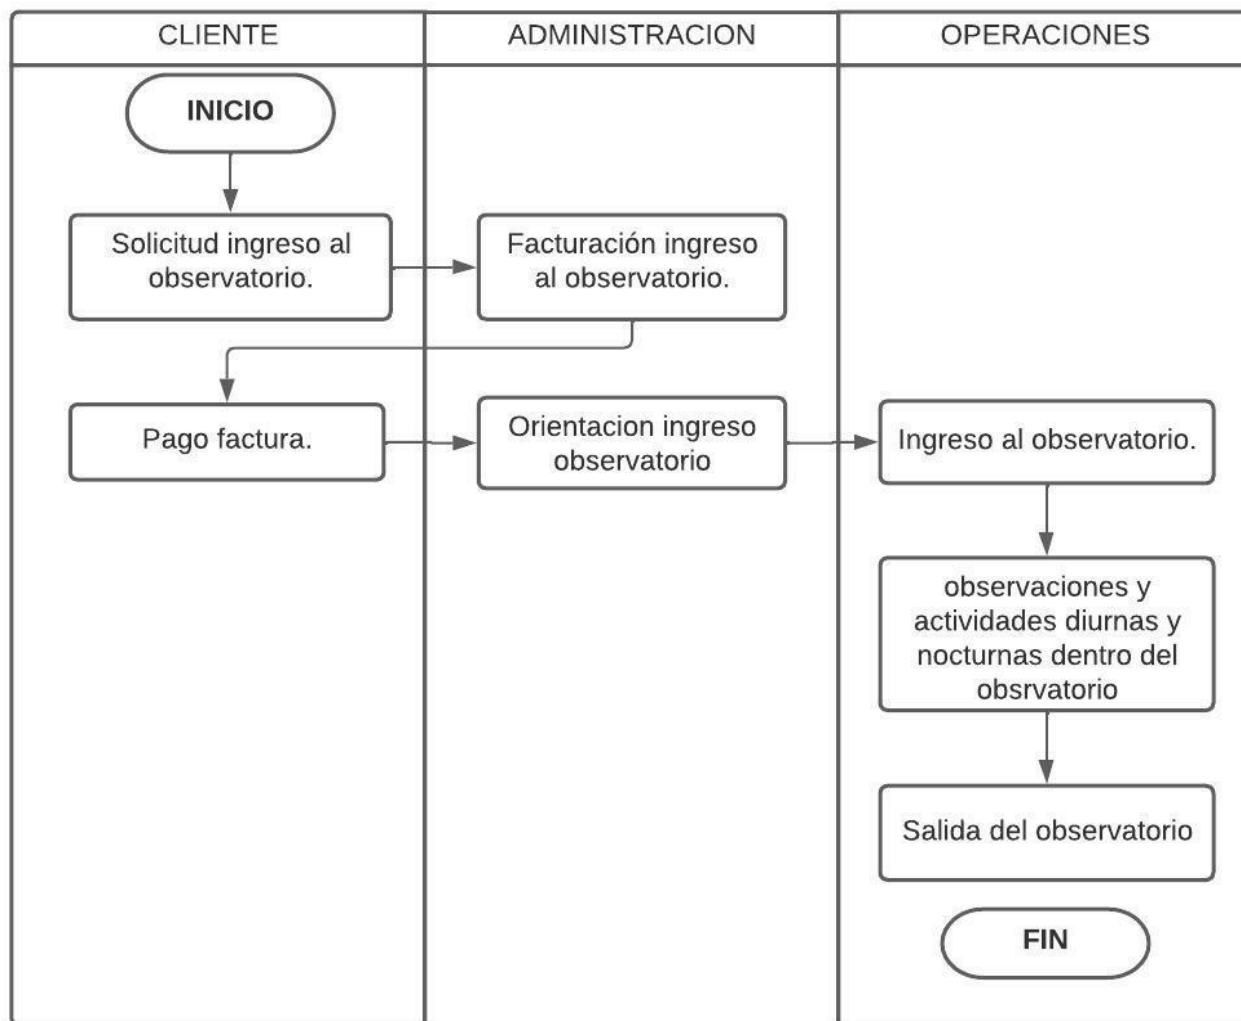 CLIENTE
ADMINISTRACION
OPERACIONES
INICIO
Solicitud ingreso al
observatorio.
Facturación ingreso
al observatorio.
Pago factura.
Orientacion ingreso
observatorio
Ingreso al observatorio.
observaciones y
actividades diurnas y
nocturnas dentro del
obsrvatorio
Salida del observatorio
FIN